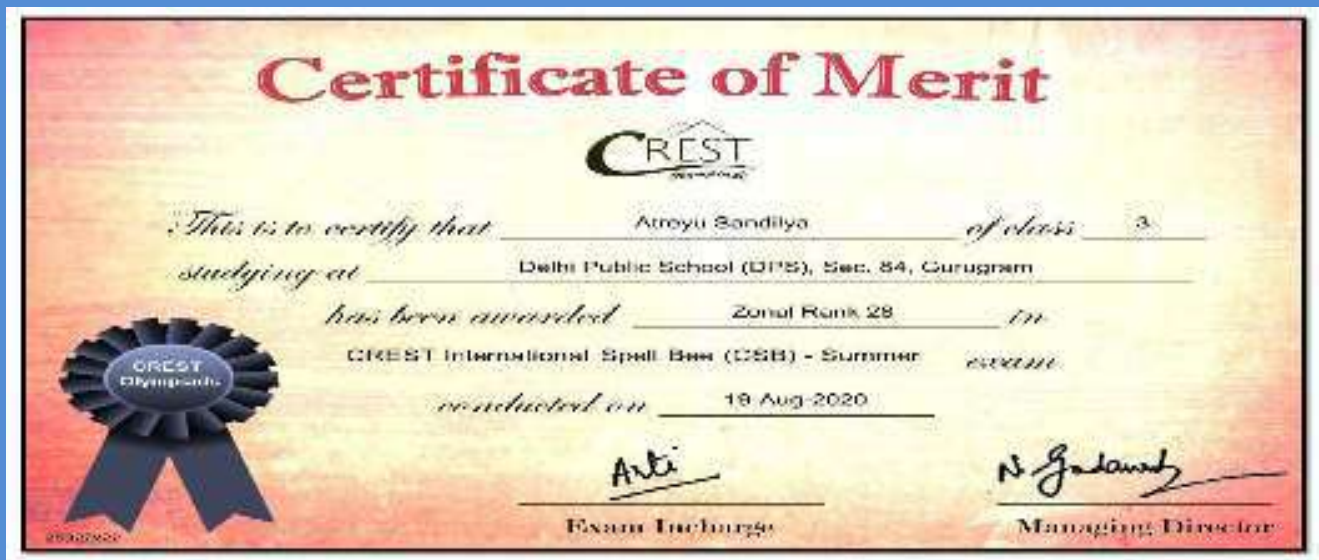 Certificate of Merit
CREST
This is to certify that Atreyu Sandilya of class 3
studying at Delhi Public School (DPS), Sec. 84, Gurugram
has been awarded Zonal Rank 28 in
CREST International Spell Bee (CSB) - Summer exam
conducted on 19-Aug-2020
CREST
Olympiads
Arti
Exam Incharge
Managing Director